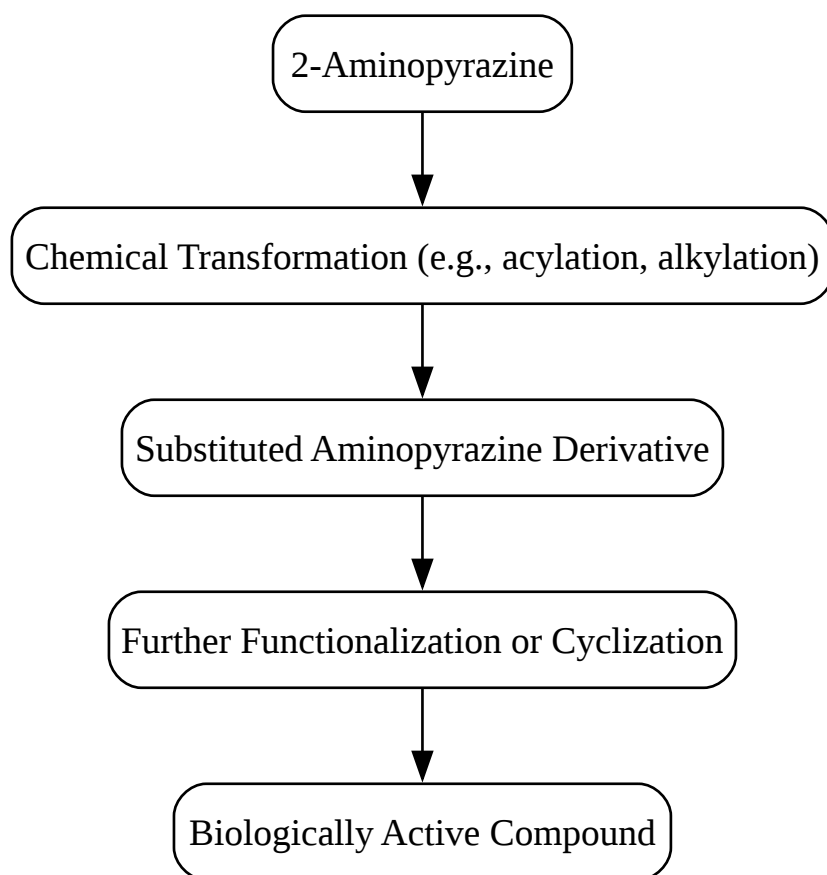 2-Aminopyrazine
Chemical Transformation (e.g., acylation, alkylation)
Substituted Aminopyrazine Derivative
Further Functionalization or Cyclization
Biologically Active Compound